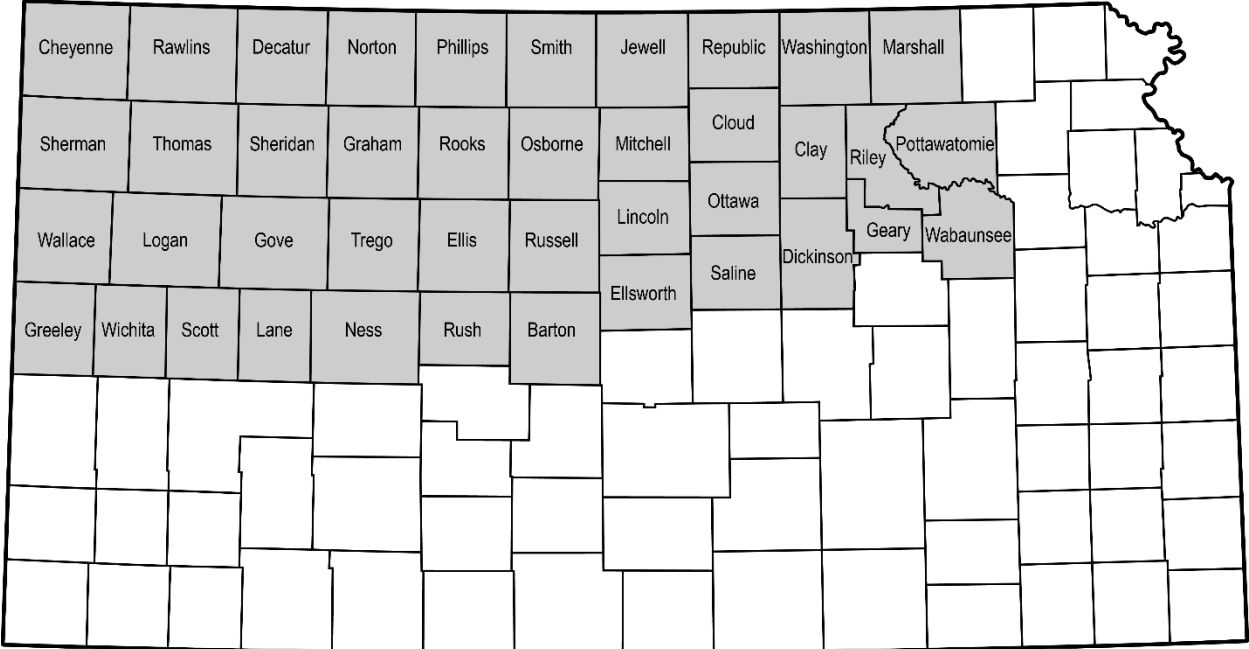 Cheyenne Rawlins Decatur Norton Phillips Smith Jewell Republic Washington Marshall
Cloud
Sherman Thomas Sheridan Graham Rooks Osborne Mitchell Clay Riley Pottawatomie
Ottawa
Lincoln
Wallace Logan Gove Trego Ellis Russell Geary Wabaunsee
Dickinson
Saline
Ellsworth
Greeley Wichita Scott Lane Ness Rush Barton